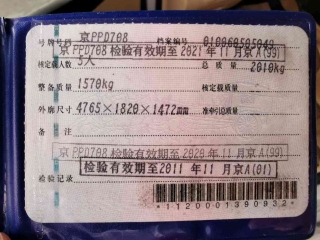 号牌号码 京PPD708 档案编号 010060505049
京PPD708 检验有效期至2021年11月京A(99)
核定载人数 5人 总质量 2010kg
整备质量 1570kg 核定载质量
外廓尺寸 4765×1820×1472mm 准牵引总质量
备注
京PPD708 检验有效期至2020年11月京A(99)
检验有效期至2011年11月京A(01)
检验记录
*1120001390932*